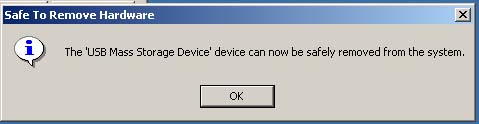 Safe To Remove Hardware
The 'USB Mass Storage Device' device can now be safely removed from the system.
OK